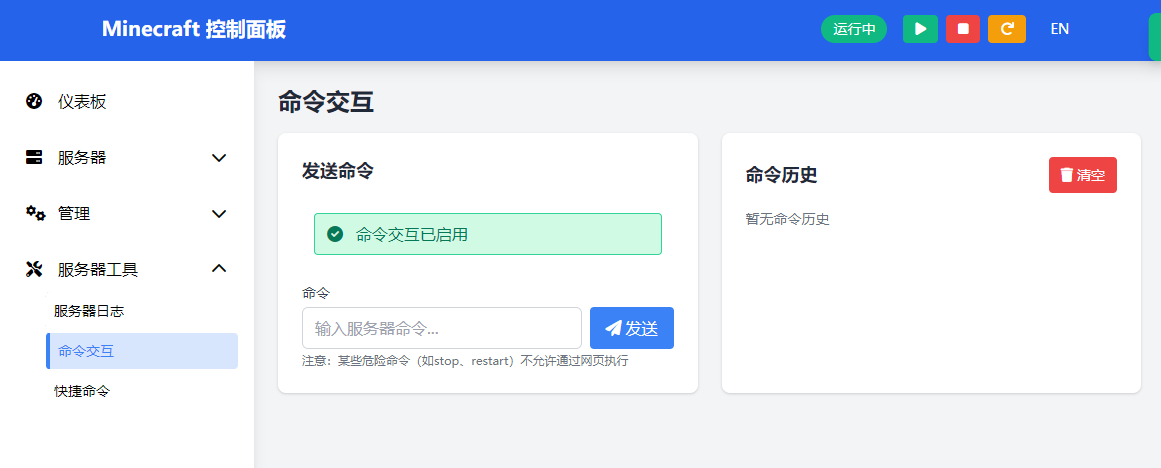 Minecraft 控制面板
运行中
EN
仪表板
服务器
管理
服务器工具
服务器日志
命令交互
快捷命令
命令交互
发送命令
命令交互已启用
命令
输入服务器命令...
发送
注意：某些危险命令（如stop、restart）不允许通过网页执行
命令历史
清空
暂无命令历史